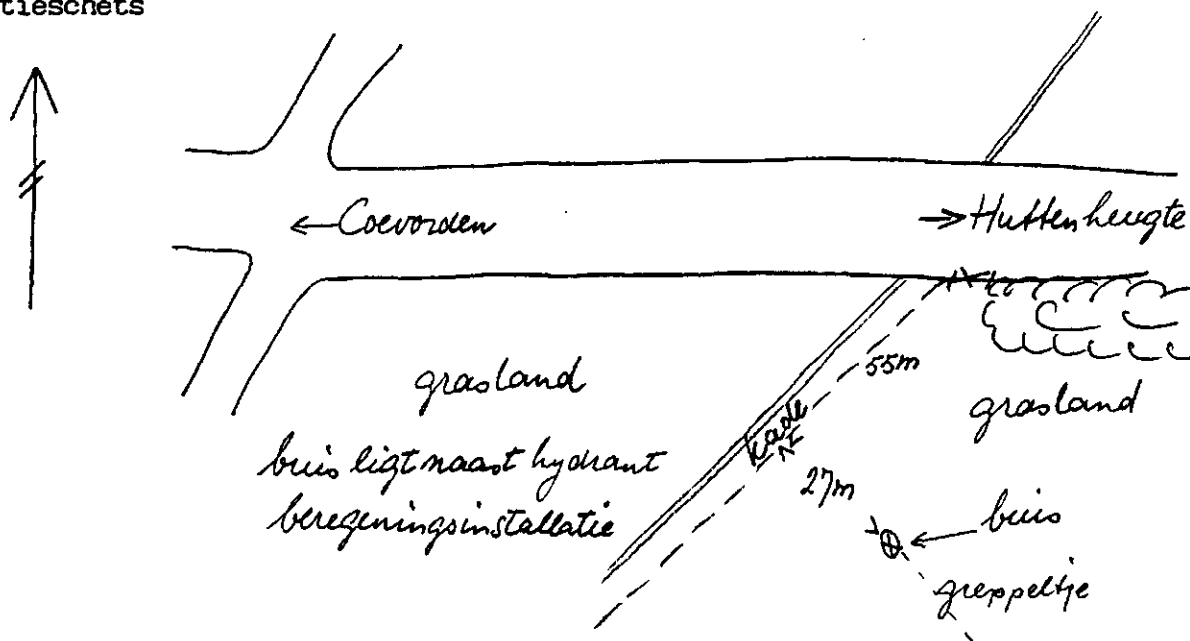 tieschets
← Coevorden
→ Huttenheugte
55m
grasland
grasland
kade
buis ligt naast hydrant
27m
beregeningsinstallatie
buis
greppeltje